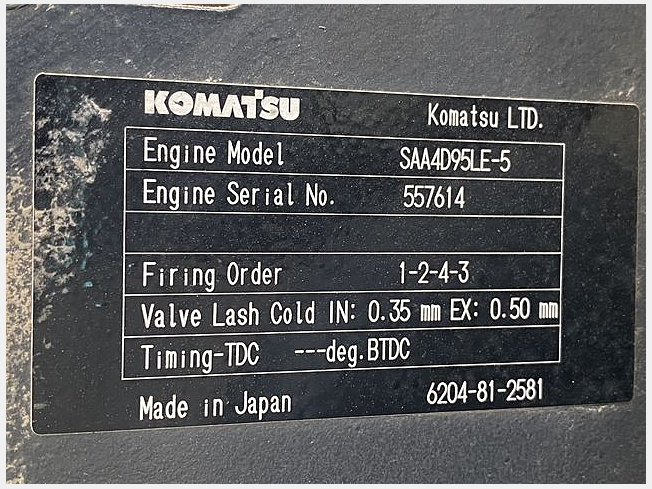 KOMATSU Komatsu LTD.
Engine Model SAA4D95LE-5
Engine Serial No. 557614
Firing Order 1-2-4-3
Valve Lash Cold IN: 0.35 mm EX: 0.50 mm
Timing-TDC ---deg.BTDC
Made in Japan 6204-81-2581